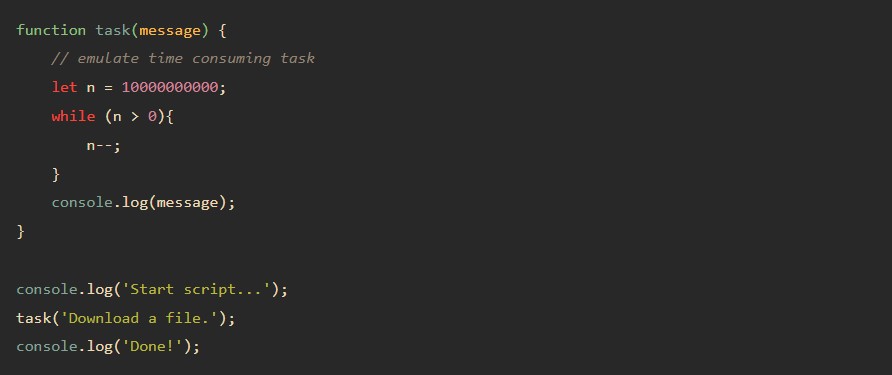 function task(message) {
    // emulate time consuming task
    let n = 10000000000;
    while (n > 0){
        n--;
    }
    console.log(message);
}

console.log('Start script...');
task('Download a file.');
console.log('Done!');